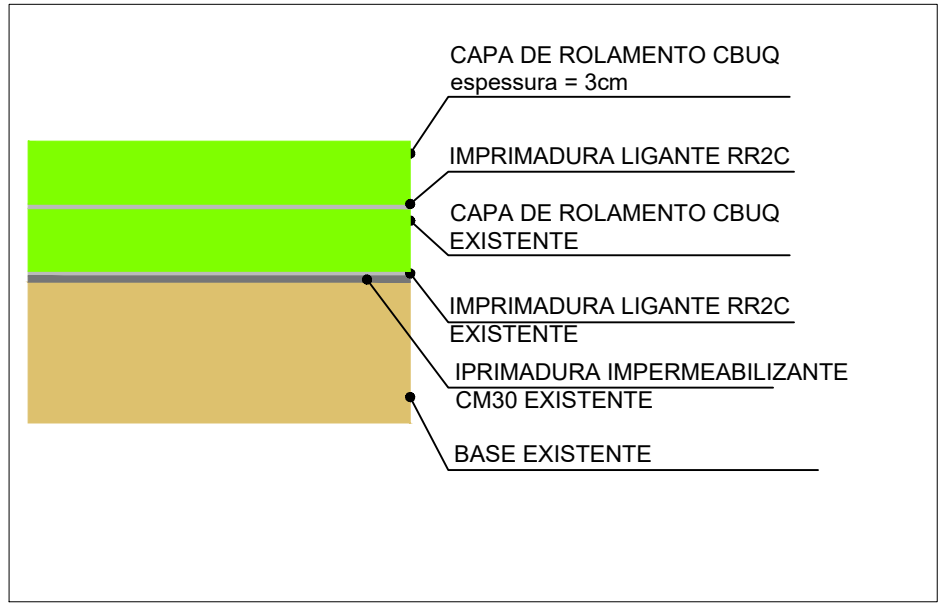 CAPA DE ROLAMENTO CBUQ
espessura = 3cm
IMPRIMADURA LIGANTE RR2C
CAPA DE ROLAMENTO CBUQ
EXISTENTE
IMPRIMADURA LIGANTE RR2C
EXISTENTE
IPRIMADURA IMPERMEABILIZANTE
CM30 EXISTENTE
BASE EXISTENTE